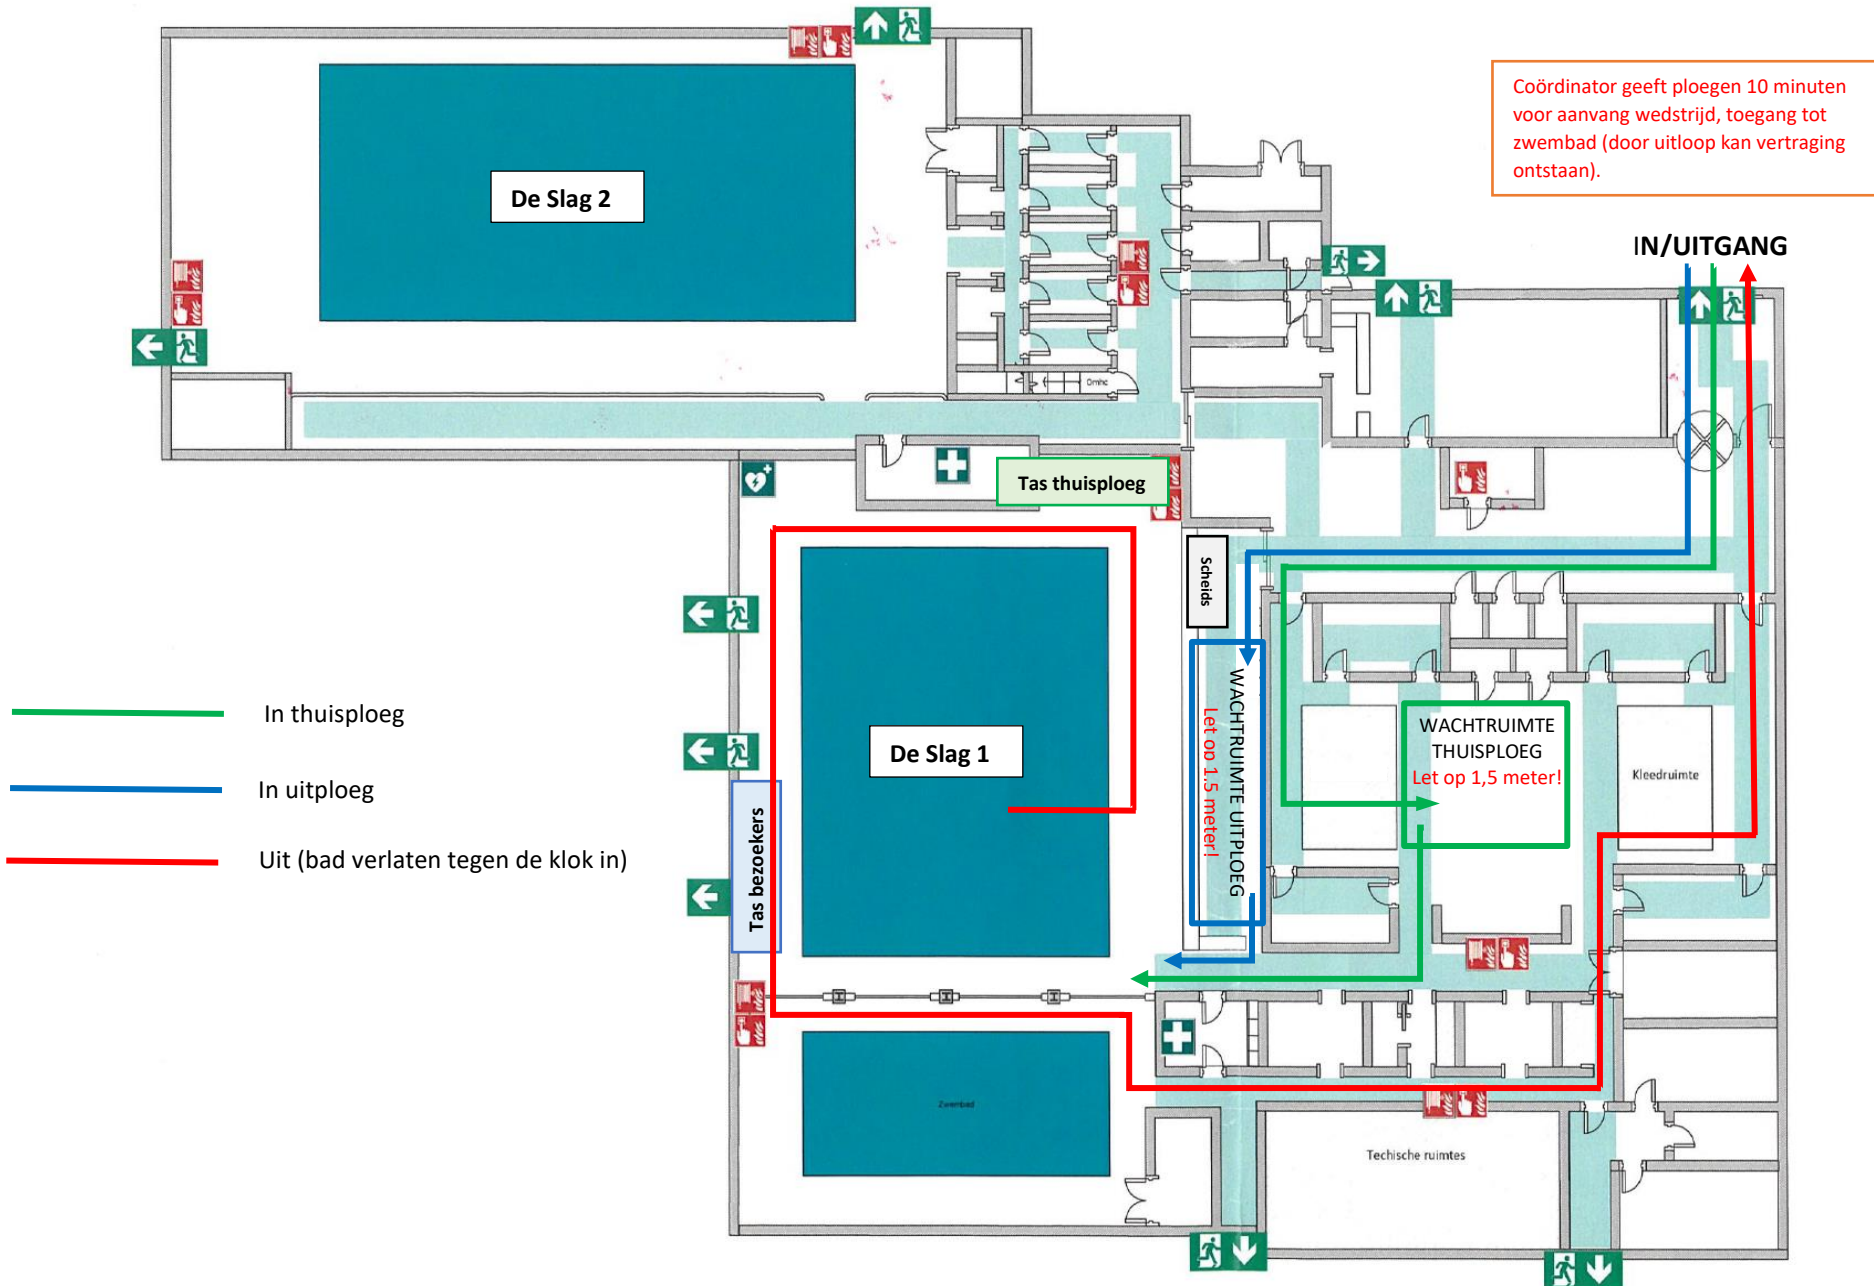 Coördinator geeft ploegen 10 minuten
voor aanvang wedstrijd, toegang tot
zwembad (door uitloop kan vertraging
ontstaan).
De Slag 2
IN/UITGANG
Omhc
Tas thuisploeg
Scheids
WACHTRUIMTE UITPLOEG
Let op 1.5 meter!
WACHTRUIMTE
THUISPLOEG
Let op 1,5 meter!
Kleedruimte
De Slag 1
Tas bezoekers
In thuisploeg
In uitploeg
Uit (bad verlaten tegen de klok in)
Zwembad
Techische ruimtes